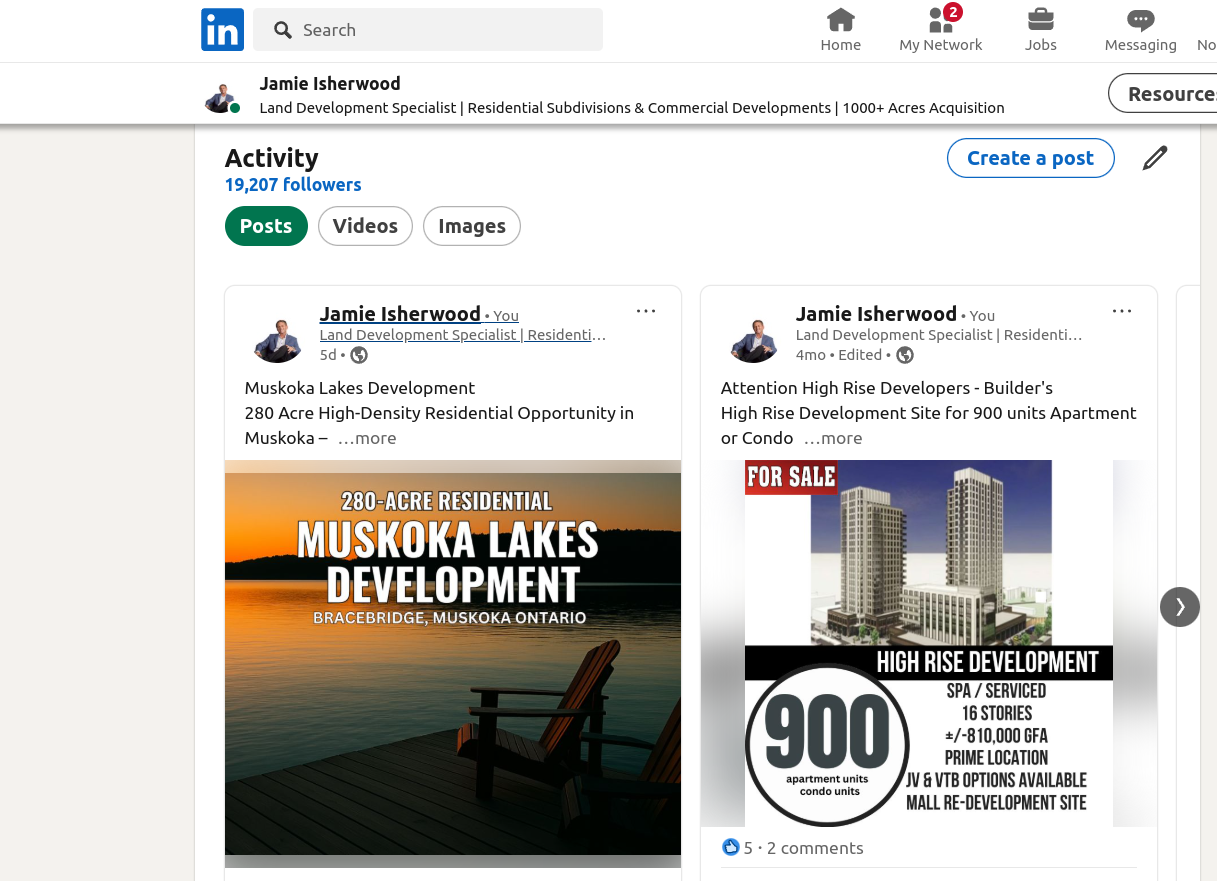 in
Search
Home
2
My Network
Jobs
Messaging
No
Jamie Isherwood
Land Development Specialist | Residential Subdivisions & Commercial Developments | 1000+ Acres Acquisition
Resources
Activity
19,207 followers
Create a post
Posts
Videos
Images
Jamie Isherwood • You
Land Development Specialist | Residenti…
5d •
Muskoka Lakes Development
280 Acre High-Density Residential Opportunity in
Muskoka – …more
280-ACRE RESIDENTIAL
MUSKOKA LAKES
DEVELOPMENT
BRACEBRIDGE, MUSKOKA ONTARIO
Jamie Isherwood • You
Land Development Specialist | Residenti…
4mo • Edited •
Attention High Rise Developers - Builder's
High Rise Development Site for 900 units Apartment
or Condo …more
FOR SALE
HIGH RISE DEVELOPMENT
900
apartment units
condo units
SPA / SERVICED
16 STORIES
±/-810,000 GFA
PRIME LOCATION
JV & VTB OPTIONS AVAILABLE
MALL RE-DEVELOPMENT SITE
5 · 2 comments